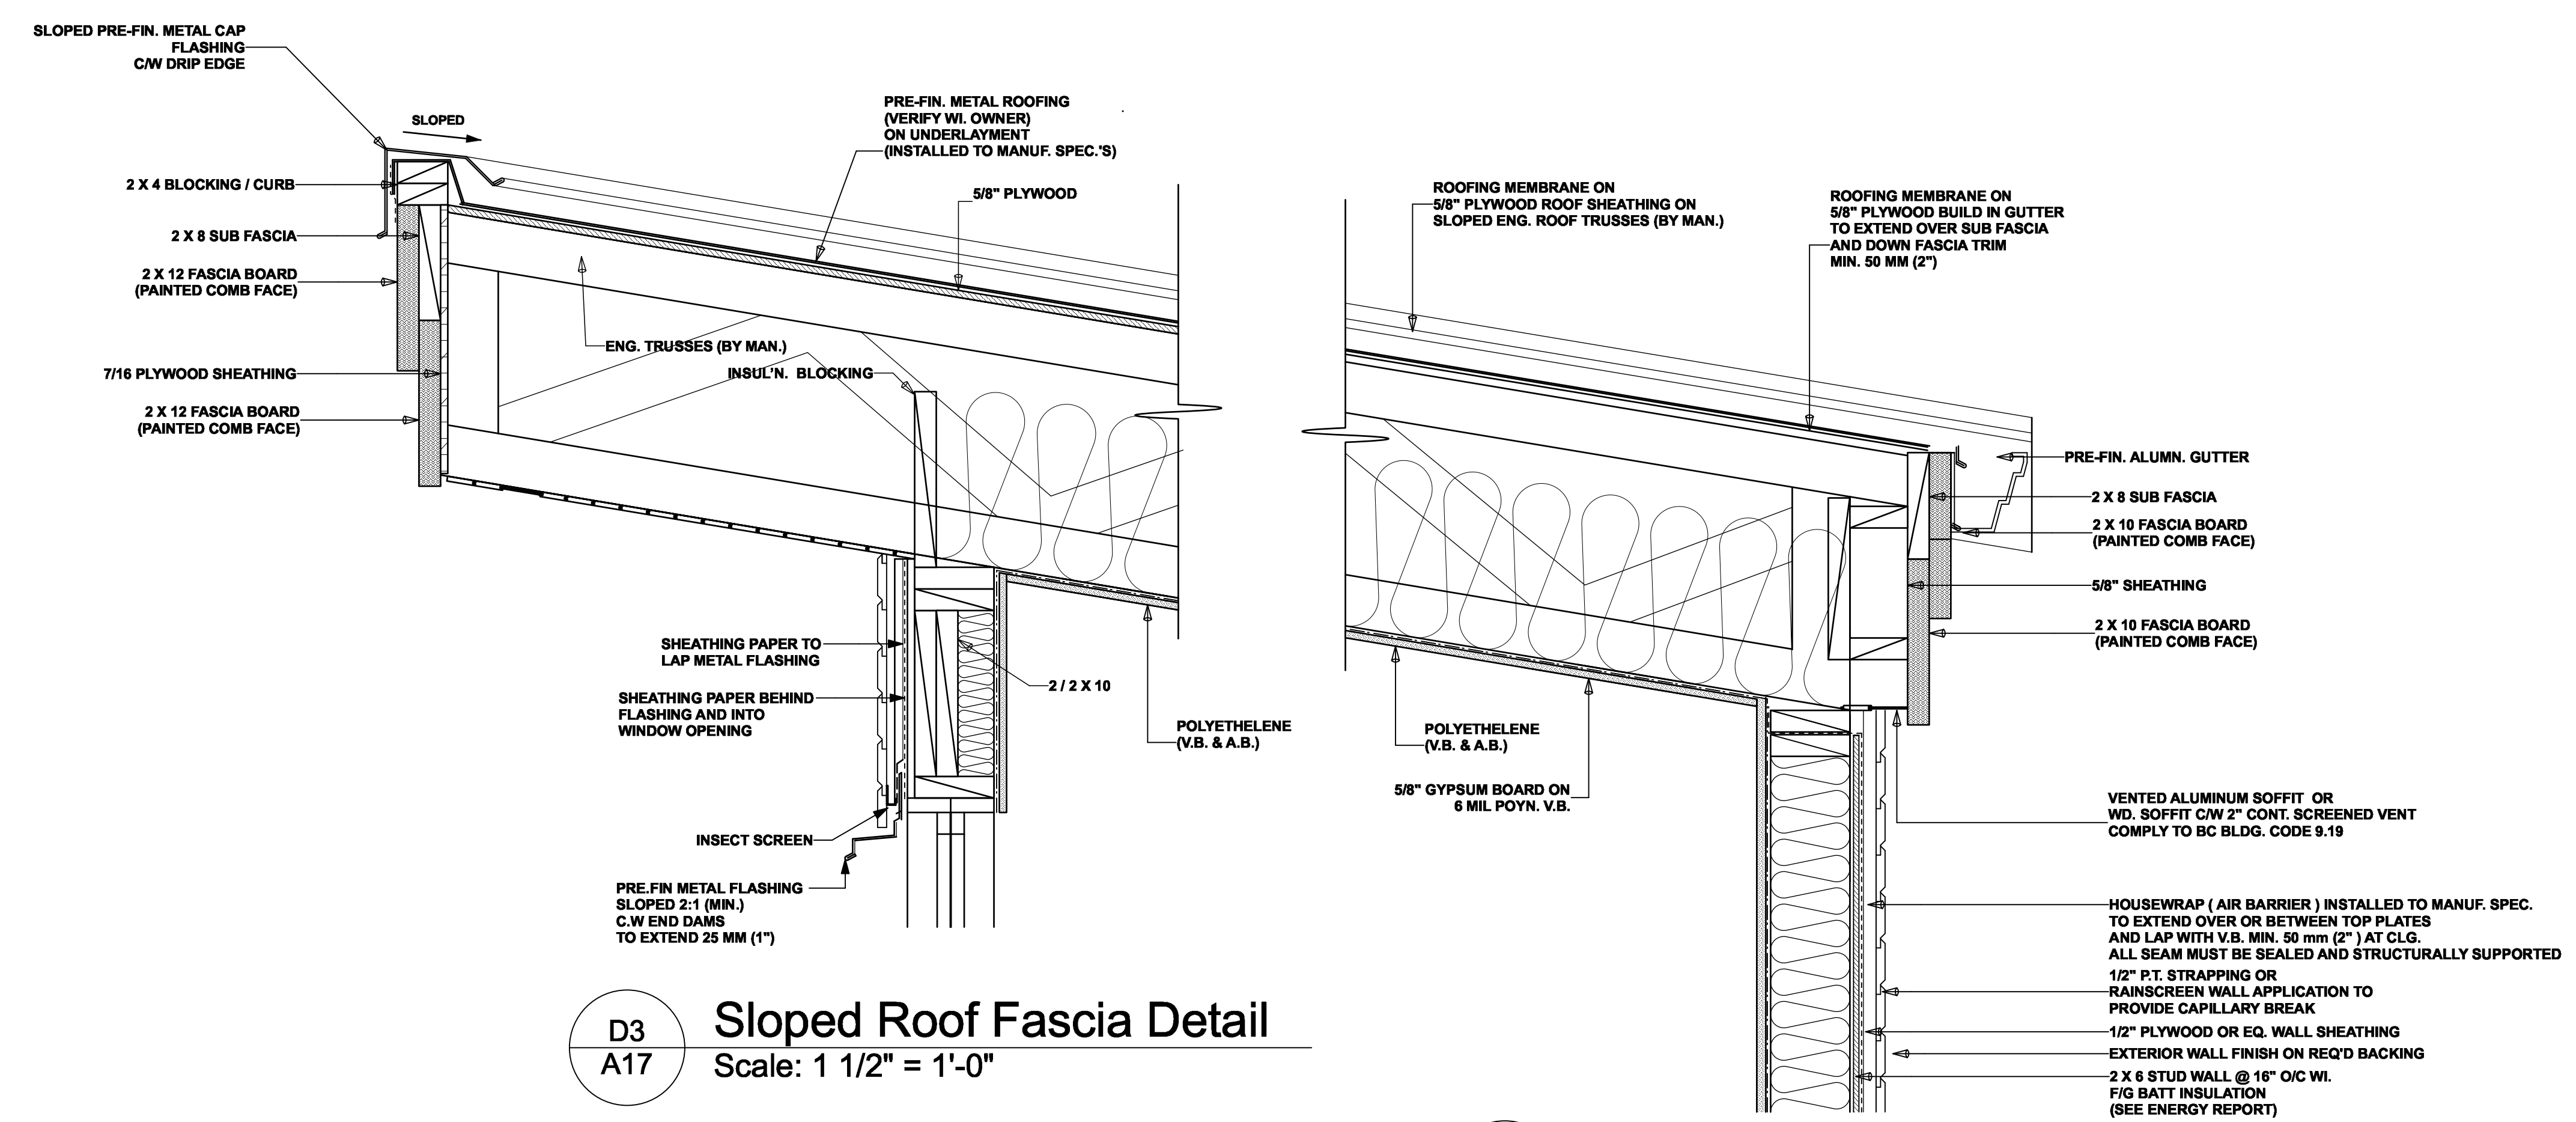 SLOPED PRE-FIN. METAL CAP
FLASHING
C/W DRIP EDGE
SLOPED
2 X 4 BLOCKING / CURB
2 X 8 SUB FASCIA
2 X 12 FASCIA BOARD
(PAINTED COMB FACE)
7/16 PLYWOOD SHEATHING
2 X 12 FASCIA BOARD
(PAINTED COMB FACE)
PRE-FIN. METAL ROOFING
(VERIFY WI. OWNER)
ON UNDERLAYMENT
(INSTALLED TO MANUF. SPEC.'S)
5/8" PLYWOOD
ENG. TRUSSES (BY MAN.)
INSUL'N. BLOCKING
SHEATHING PAPER TO
LAP METAL FLASHING
SHEATHING PAPER BEHIND
FLASHING AND INTO
WINDOW OPENING
2 / 2 X 10
POLYETHELENE
(V.B. & A.B.)
INSECT SCREEN
PRE.FIN METAL FLASHING
SLOPED 2:1 (MIN.)
C.W END DAMS
TO EXTEND 25 MM (1")
ROOFING MEMBRANE ON
5/8" PLYWOOD ROOF SHEATHING ON
SLOPED ENG. ROOF TRUSSES (BY MAN.)
ROOFING MEMBRANE ON
5/8" PLYWOOD BUILD IN GUTTER
TO EXTEND OVER SUB FASCIA
AND DOWN FASCIA TRIM
MIN. 50 MM (2")
PRE-FIN. ALUMN. GUTTER
2 X 8 SUB FASCIA
2 X 10 FASCIA BOARD
(PAINTED COMB FACE)
5/8" SHEATHING
2 X 10 FASCIA BOARD
(PAINTED COMB FACE)
POLYETHELENE
(V.B. & A.B.)
5/8" GYPSUM BOARD ON
6 MIL POYN. V.B.
VENTED ALUMINUM SOFFIT OR
WD. SOFFIT C/W 2" CONT. SCREENED VENT
COMPLY TO BC BLDG. CODE 9.19
HOUSEWRAP ( AIR BARRIER ) INSTALLED TO MANUF. SPEC.
TO EXTEND OVER OR BETWEEN TOP PLATES
AND LAP WITH V.B. MIN. 50 mm (2" ) AT CLG.
ALL SEAM MUST BE SEALED AND STRUCTURALLY SUPPORTED
1/2" P.T. STRAPPING OR
RAINSCREEN WALL APPLICATION TO
PROVIDE CAPILLARY BREAK
1/2" PLYWOOD OR EQ. WALL SHEATHING
EXTERIOR WALL FINISH ON REQ'D BACKING
2 X 6 STUD WALL @ 16" O/C WI.
F/G BATT INSULATION
(SEE ENERGY REPORT)
D3
A17
Sloped Roof Fascia Detail
Scale: 1 1/2" = 1'-0"